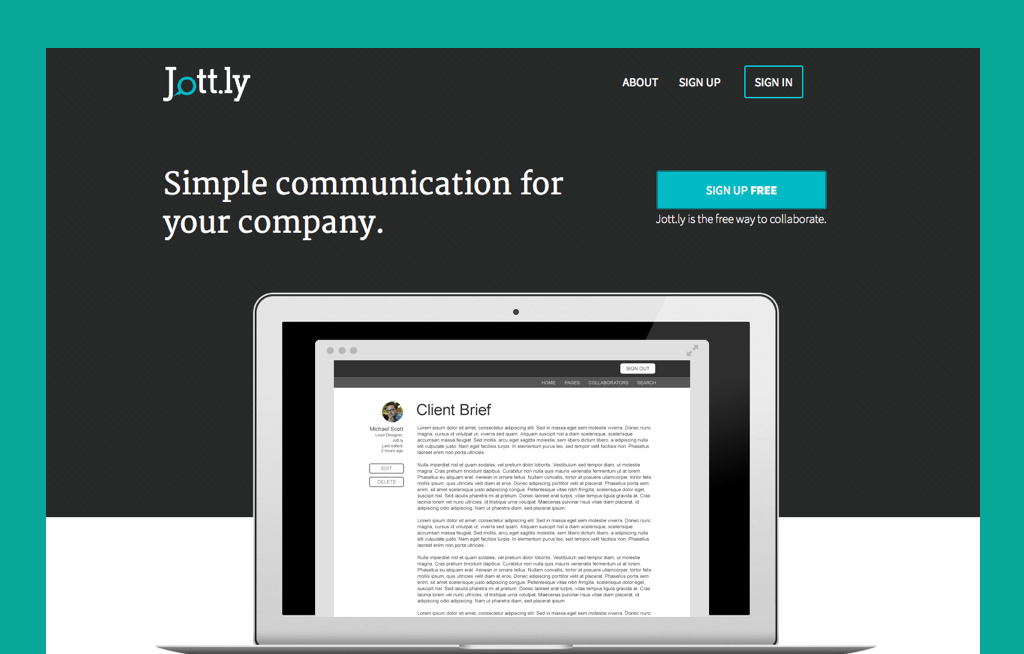 Jott.ly
ABOUT SIGN UP SIGN IN
Simple communication for
your company.
SIGN UP FREE
Jott.ly is the free way to collaborate.
SIGN OUT
HOME PAGES COLLABORATORS SEARCH
Client Brief
Michael Scott
Lead Designer,
Jott.ly
Last edited:
2 hours ago
EDIT
DELETE
Lorem ipsum dolor sit amet, consectetur adipiscing elit. Sed in massa eget sem molestie viverra. Donec nunc
magna, cursus id volutpat ut, viverra sed quam. Aliquam suscipit nisl a diam scelerisque, scelerisque
accumsan massa feugiat. Sed mollis, arcu eget sagittis molestie, sem libero dictum libero, a adipiscing nulla
elit vulputate justo. Nam eget facilisis turpis. In elementum purus leo, sed tempor velit facilisis non. Phasellus
laoreet enim non porta ultricies.
Nulla imperdiet nisl et quam sodales, vel pretium dolor lobortis. Vestibulum sed tempor diam, ut molestie
magna. Cras pretium tincidunt dapibus. Curabitur non nulla quis mauris venenatis fermentum ut at lorem.
Phasellus eu aliquam erat. Aenean in ornare tellus. Nullam convallis, tortor at posuere ullamcorper, tortor felis
mollis ipsum, quis ultricies velit diam at eros. Donec adipiscing porttitor velit at placerat. Phasellus porta sem
enim, sit amet scelerisque justo adipiscing congue. Pellentesque vitae nibh fringilla, scelerisque dolor eget,
suscipit nisl. Sed iaculis pharetra mi at pretium. Donec laoreet erat turpis, vitae tempus ligula gravida at. Cras
lacinia lorem vel nunc ultricies, id tristique urna volutpat. Maecenas pulvinar risus vitae diam placerat, id
adipiscing odio adipiscing. Nam ut pharetra diam, sed placerat ipsum.
Lorem ipsum dolor sit amet, consectetur adipiscing elit. Sed in massa eget sem molestie viverra. Donec nunc
magna, cursus id volutpat ut, viverra sed quam. Aliquam suscipit nisl a diam scelerisque, scelerisque
accumsan massa feugiat. Sed mollis, arcu eget sagittis molestie, sem libero dictum libero, a adipiscing nulla
elit vulputate justo. Nam eget facilisis turpis. In elementum purus leo, sed tempor velit facilisis non. Phasellus
laoreet enim non porta ultricies.
Nulla imperdiet nisl et quam sodales, vel pretium dolor lobortis. Vestibulum sed tempor diam, ut molestie
magna. Cras pretium tincidunt dapibus. Curabitur non nulla quis mauris venenatis fermentum ut at lorem.
Phasellus eu aliquam erat. Aenean in ornare tellus. Nullam convallis, tortor at posuere ullamcorper, tortor felis
mollis ipsum, quis ultricies velit diam at eros. Donec adipiscing porttitor velit at placerat. Phasellus porta sem
enim, sit amet scelerisque justo adipiscing congue. Pellentesque vitae nibh fringilla, scelerisque dolor eget,
suscipit nisl. Sed iaculis pharetra mi at pretium. Donec laoreet erat turpis, vitae tempus ligula gravida at. Cras
lacinia lorem vel nunc ultricies, id tristique urna volutpat. Maecenas pulvinar risus vitae diam placerat, id
adipiscing odio adipiscing. Nam ut pharetra diam, sed placerat ipsum.
Lorem ipsum dolor sit amet, consectetur adipiscing elit. Sed in massa eget sem molestie viverra. Donec nunc